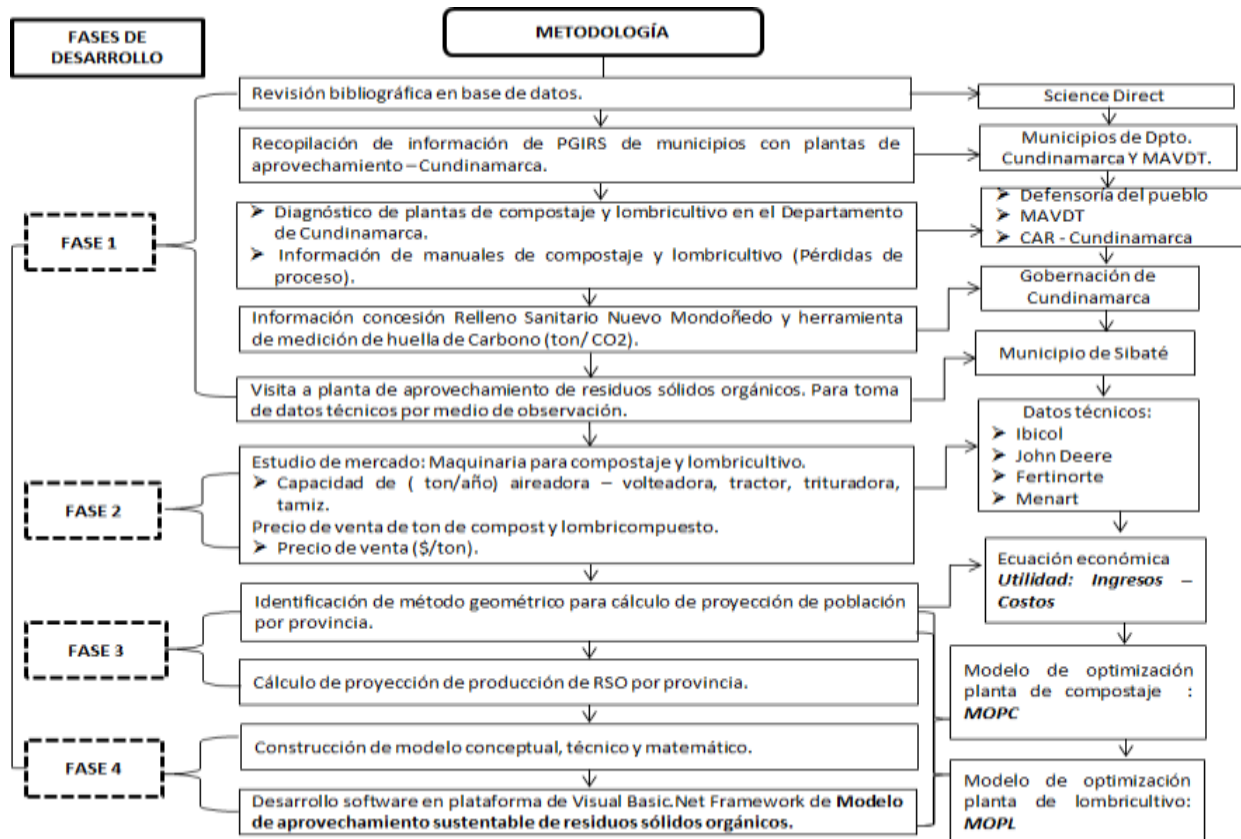 FASES DE
DESARROLLO
METODOLOGÍA
FASE 1
Revisión bibliográfica en base de datos.
Science Direct
Recopilación de información de PGIRS de municipios con plantas de
aprovechamiento – Cundinamarca.
Municipios de Dpto.
Cundinamarca Y MAVDT.
➢ Diagnóstico de plantas de compostaje y lombricultivo en el Departamento
de Cundinamarca.
➢ Información de manuales de compostaje y lombricultivo (Pérdidas de
proceso).
➢ Defensoría del pueblo
➢ MAVDT
➢ CAR - Cundinamarca
Información concesión Relleno Sanitario Nuevo Mondoñedo y herramienta
de medición de huella de Carbono (ton/ CO2).
Gobernación de
Cundinamarca
Visita a planta de aprovechamiento de residuos sólidos orgánicos. Para toma
de datos técnicos por medio de observación.
Municipio de Sibaté
FASE 2
Estudio de mercado: Maquinaria para compostaje y lombricultivo.
➢ Capacidad de ( ton/año) aireadora – volteadora, tractor, trituradora,
tamiz.
Precio de venta de ton de compost y lombricompuesto.
➢ Precio de venta ($/ton).
Datos técnicos:
➢ Ibicol
➢ John Deere
➢ Fertinorte
➢ Menart
FASE 3
Identificación de método geométrico para cálculo de proyección de población
por provincia.
Ecuación económica
Utilidad: Ingresos –
Costos
Cálculo de proyección de producción de RSO por provincia.
Modelo de optimización
planta de compostaje :
MOPC
FASE 4
Construcción de modelo conceptual, técnico y matemático.
Desarrollo software en plataforma de Visual Basic.Net Framework de Modelo
de aprovechamiento sustentable de residuos sólidos orgánicos.
Modelo de optimización
planta de lombricultivo:
MOPL